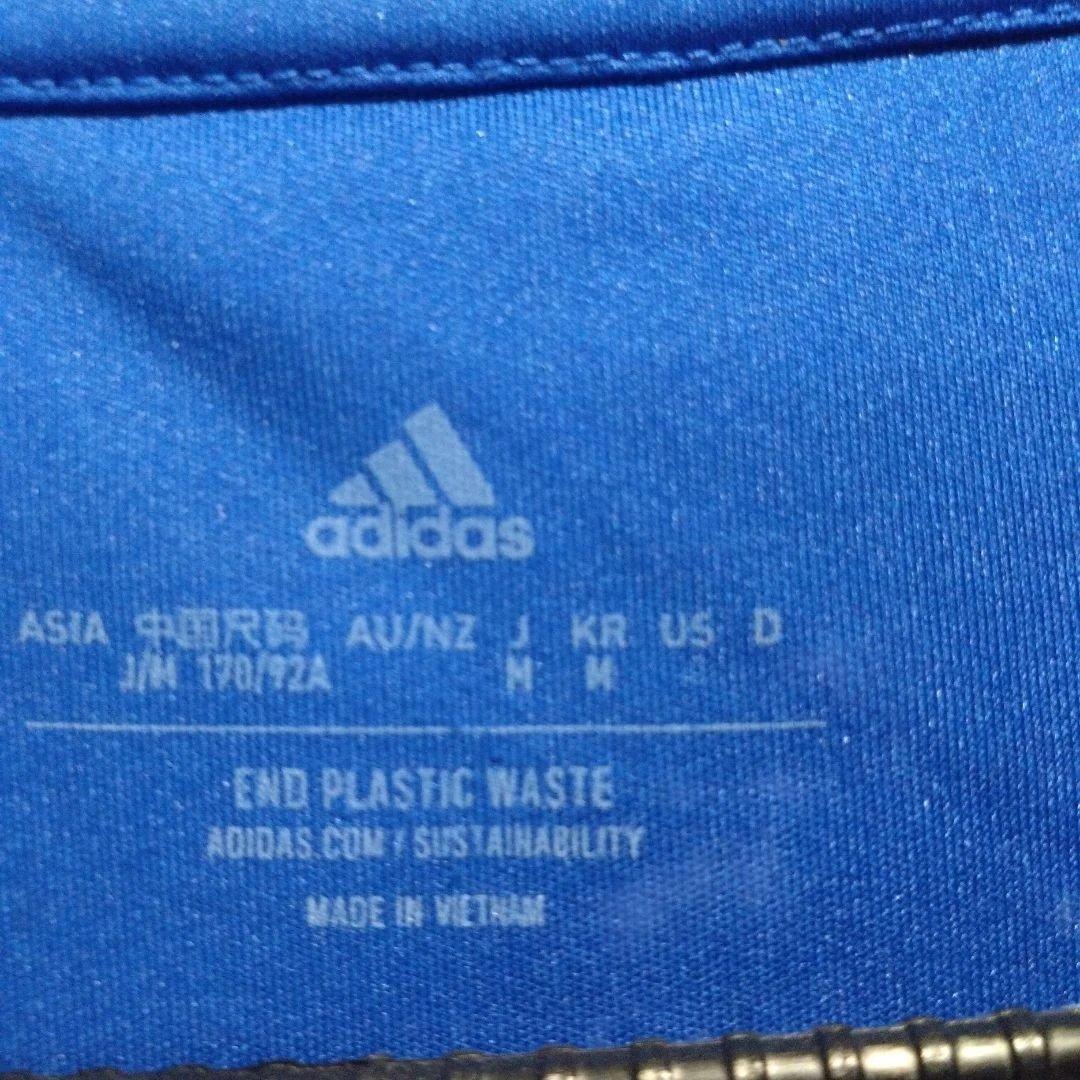 adidas
ASIA 中国尺码 AU/NZ J KR US D
J/M 170/92A M M
END PLASTIC WASTE
ADIDAS.COM / SUSTAINABILITY
MADE IN VIETNAM